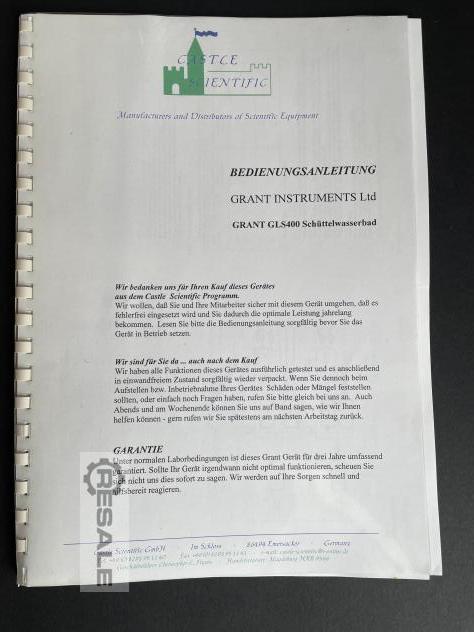 CASTLE
SCIENTIFIC
Manufacturers and Distributors of Scientific Equipment
BEDIENUNGSANLEITUNG
GRANT INSTRUMENTS Ltd
GRANT GLS400 Schüttelwasserbad
Wir bedanken uns für Ihren Kauf dieses Gerätes
aus dem Castle Scientific Programm.
Wir wollen, daß Sie und Ihre Mitarbeiter sicher mit diesem Gerät umgehen, daß es
fehlerfrei eingesetzt wird und Sie dadurch die optimale Leistung jahrelang
bekommen. Lesen Sie bitte die Bedienungsanleitung sorgfältig bevor Sie das
Gerät in Betrieb setzen.
Wir sind für Sie da ... auch nach dem Kauf
Wir haben alle Funktionen dieses Gerätes ausführlich getestet und es anschließend
in einwandfreiem Zustand sorgfältig wieder verpackt. Wenn Sie dennoch beim
Aufstellen bzw. Inbetriebnahme Ihres Gerätes Schäden oder Mängel feststellen
sollten, oder einfach noch Fragen haben, rufen Sie bitte gleich bei uns an. Auch
Abends und am Wochenende können Sie uns auf Band sagen, wie wir Ihnen
helfen können - gern rufen wir Sie spätestens am nächsten Arbeitstag zurück.
GARANTIE
Unter normalen Laborbedingungen ist dieses Grant Gerät für drei Jahre umfassend
garantiert. Sollte Ihr Gerät irgendwann nicht optimal funktionieren, scheuen Sie
sich nicht uns dies sofort zu sagen. Wir werden auf Ihre Sorgen schnell und
hilfsbereit reagieren.
RESALE
Castle Scientific GmbH · Im Schloss · 86494 Emersacker · Germany